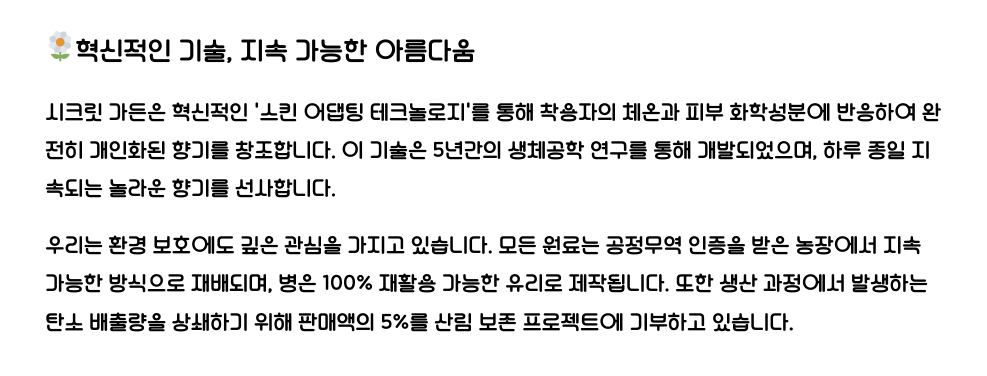 🌼혁신적인 기술, 지속 가능한 아름다움
시크릿 가든은 혁신적인 '스킨 어댑팅 테크놀로지'를 통해 착용자의 체온과 피부 화학성분에 반응하여 완
전히 개인화된 향기를 창조합니다. 이 기술은 5년간의 생체공학 연구를 통해 개발되었으며, 하루 종일 지
속되는 놀라운 향기를 선사합니다.
우리는 환경 보호에도 깊은 관심을 가지고 있습니다. 모든 원료는 공정무역 인증을 받은 농장에서 지속
가능한 방식으로 재배되며, 병은 100% 재활용 가능한 유리로 제작됩니다. 또한 생산 과정에서 발생하는
탄소 배출량을 상쇄하기 위해 판매액의 5%를 산림 보존 프로젝트에 기부하고 있습니다.